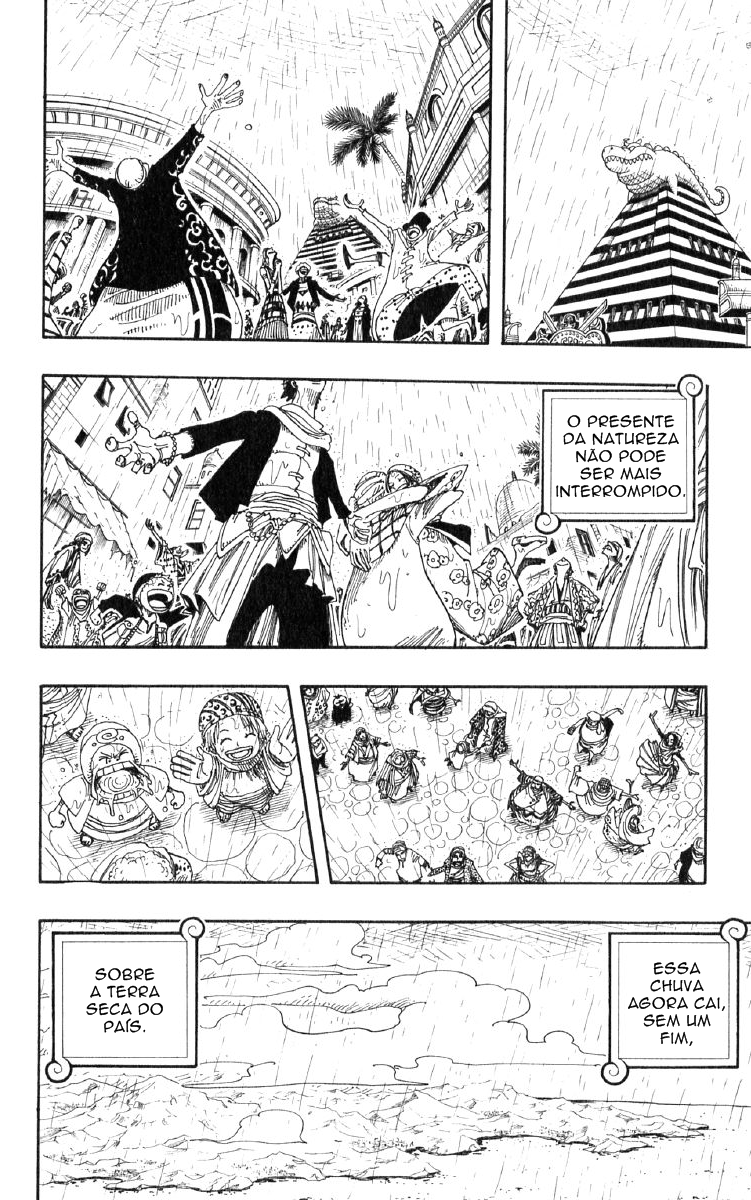 O PRESENTE
DA NATUREZA
NÃO PODE
SER MAIS
INTERROMPIDO.
ESSA
CHUVA
AGORA CAI,
SEM UM
FIM,
SOBRE
A TERRA
SECA DO
PAÍS.